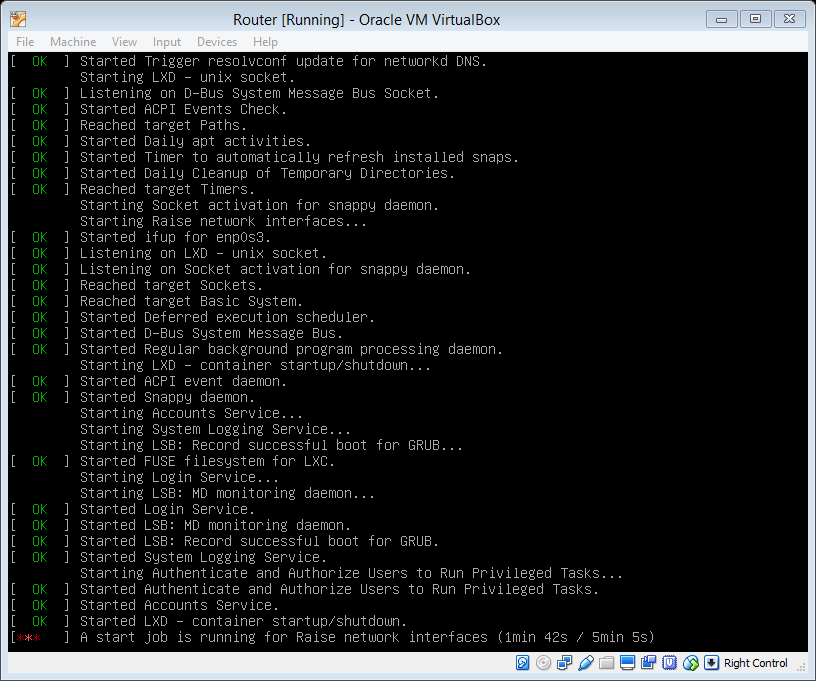 Router [Running] - Oracle VM VirtualBox
File Machine View Input Devices Help
[  OK  ] Started Trigger resolvconf update for networkd DNS.
         Starting LXD - unix socket.
[  OK  ] Listening on D-Bus System Message Bus Socket.
[  OK  ] Started ACPI Events Check.
[  OK  ] Reached target Paths.
[  OK  ] Started Daily apt activities.
[  OK  ] Started Timer to automatically refresh installed snaps.
[  OK  ] Started Daily Cleanup of Temporary Directories.
[  OK  ] Reached target Timers.
         Starting Socket activation for snappy daemon.
         Starting Raise network interfaces...
[  OK  ] Started ifup for enp0s3.
[  OK  ] Listening on LXD - unix socket.
[  OK  ] Listening on Socket activation for snappy daemon.
[  OK  ] Reached target Sockets.
[  OK  ] Reached target Basic System.
[  OK  ] Started Deferred execution scheduler.
[  OK  ] Started D-Bus System Message Bus.
[  OK  ] Started Regular background program processing daemon.
         Starting LXD - container startup/shutdown...
[  OK  ] Started ACPI event daemon.
[  OK  ] Started Snappy daemon.
         Starting Accounts Service...
         Starting System Logging Service...
         Starting LSB: Record successful boot for GRUB...
[  OK  ] Started FUSE filesystem for LXC.
         Starting Login Service...
         Starting LSB: MD monitoring daemon...
[  OK  ] Started Login Service.
[  OK  ] Started LSB: MD monitoring daemon.
[  OK  ] Started LSB: Record successful boot for GRUB.
[  OK  ] Started System Logging Service.
         Starting Authenticate and Authorize Users to Run Privileged Tasks...
[  OK  ] Started Authenticate and Authorize Users to Run Privileged Tasks.
[  OK  ] Started Accounts Service.
[  OK  ] Started LXD - container startup/shutdown.
[***   ] A start job is running for Raise network interfaces (1min 42s / 5min 5s)
Right Control